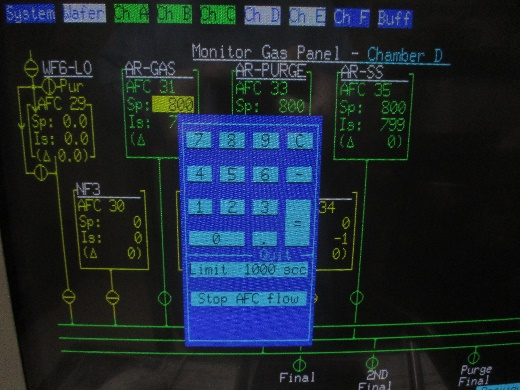 System Wafer Ch A Ch B Ch C Ch D Ch E Ch F Buff
Monitor Gas Panel - Chamber D
WF6-LO AR-GAS AR-PURGE AR-SS
Pur
AFC 29 AFC 31 AFC 33 AFC 35
Sp: 0.0 Sp: 800 Sp: 800 Sp: 800
Is: 0.0 Is: 7 Is: 799
(Δ 0.0) (Δ (Δ 0)
7 8 9 C
4 5 6 -
1 2 3 =
0 .
Quit
Limit 1000 scc
Stop AFC flow
NF3
AFC 30 34
Sp: 0 0
Is: 0 -1
(Δ 0) 0)
Final 2ND Purge
Final Final